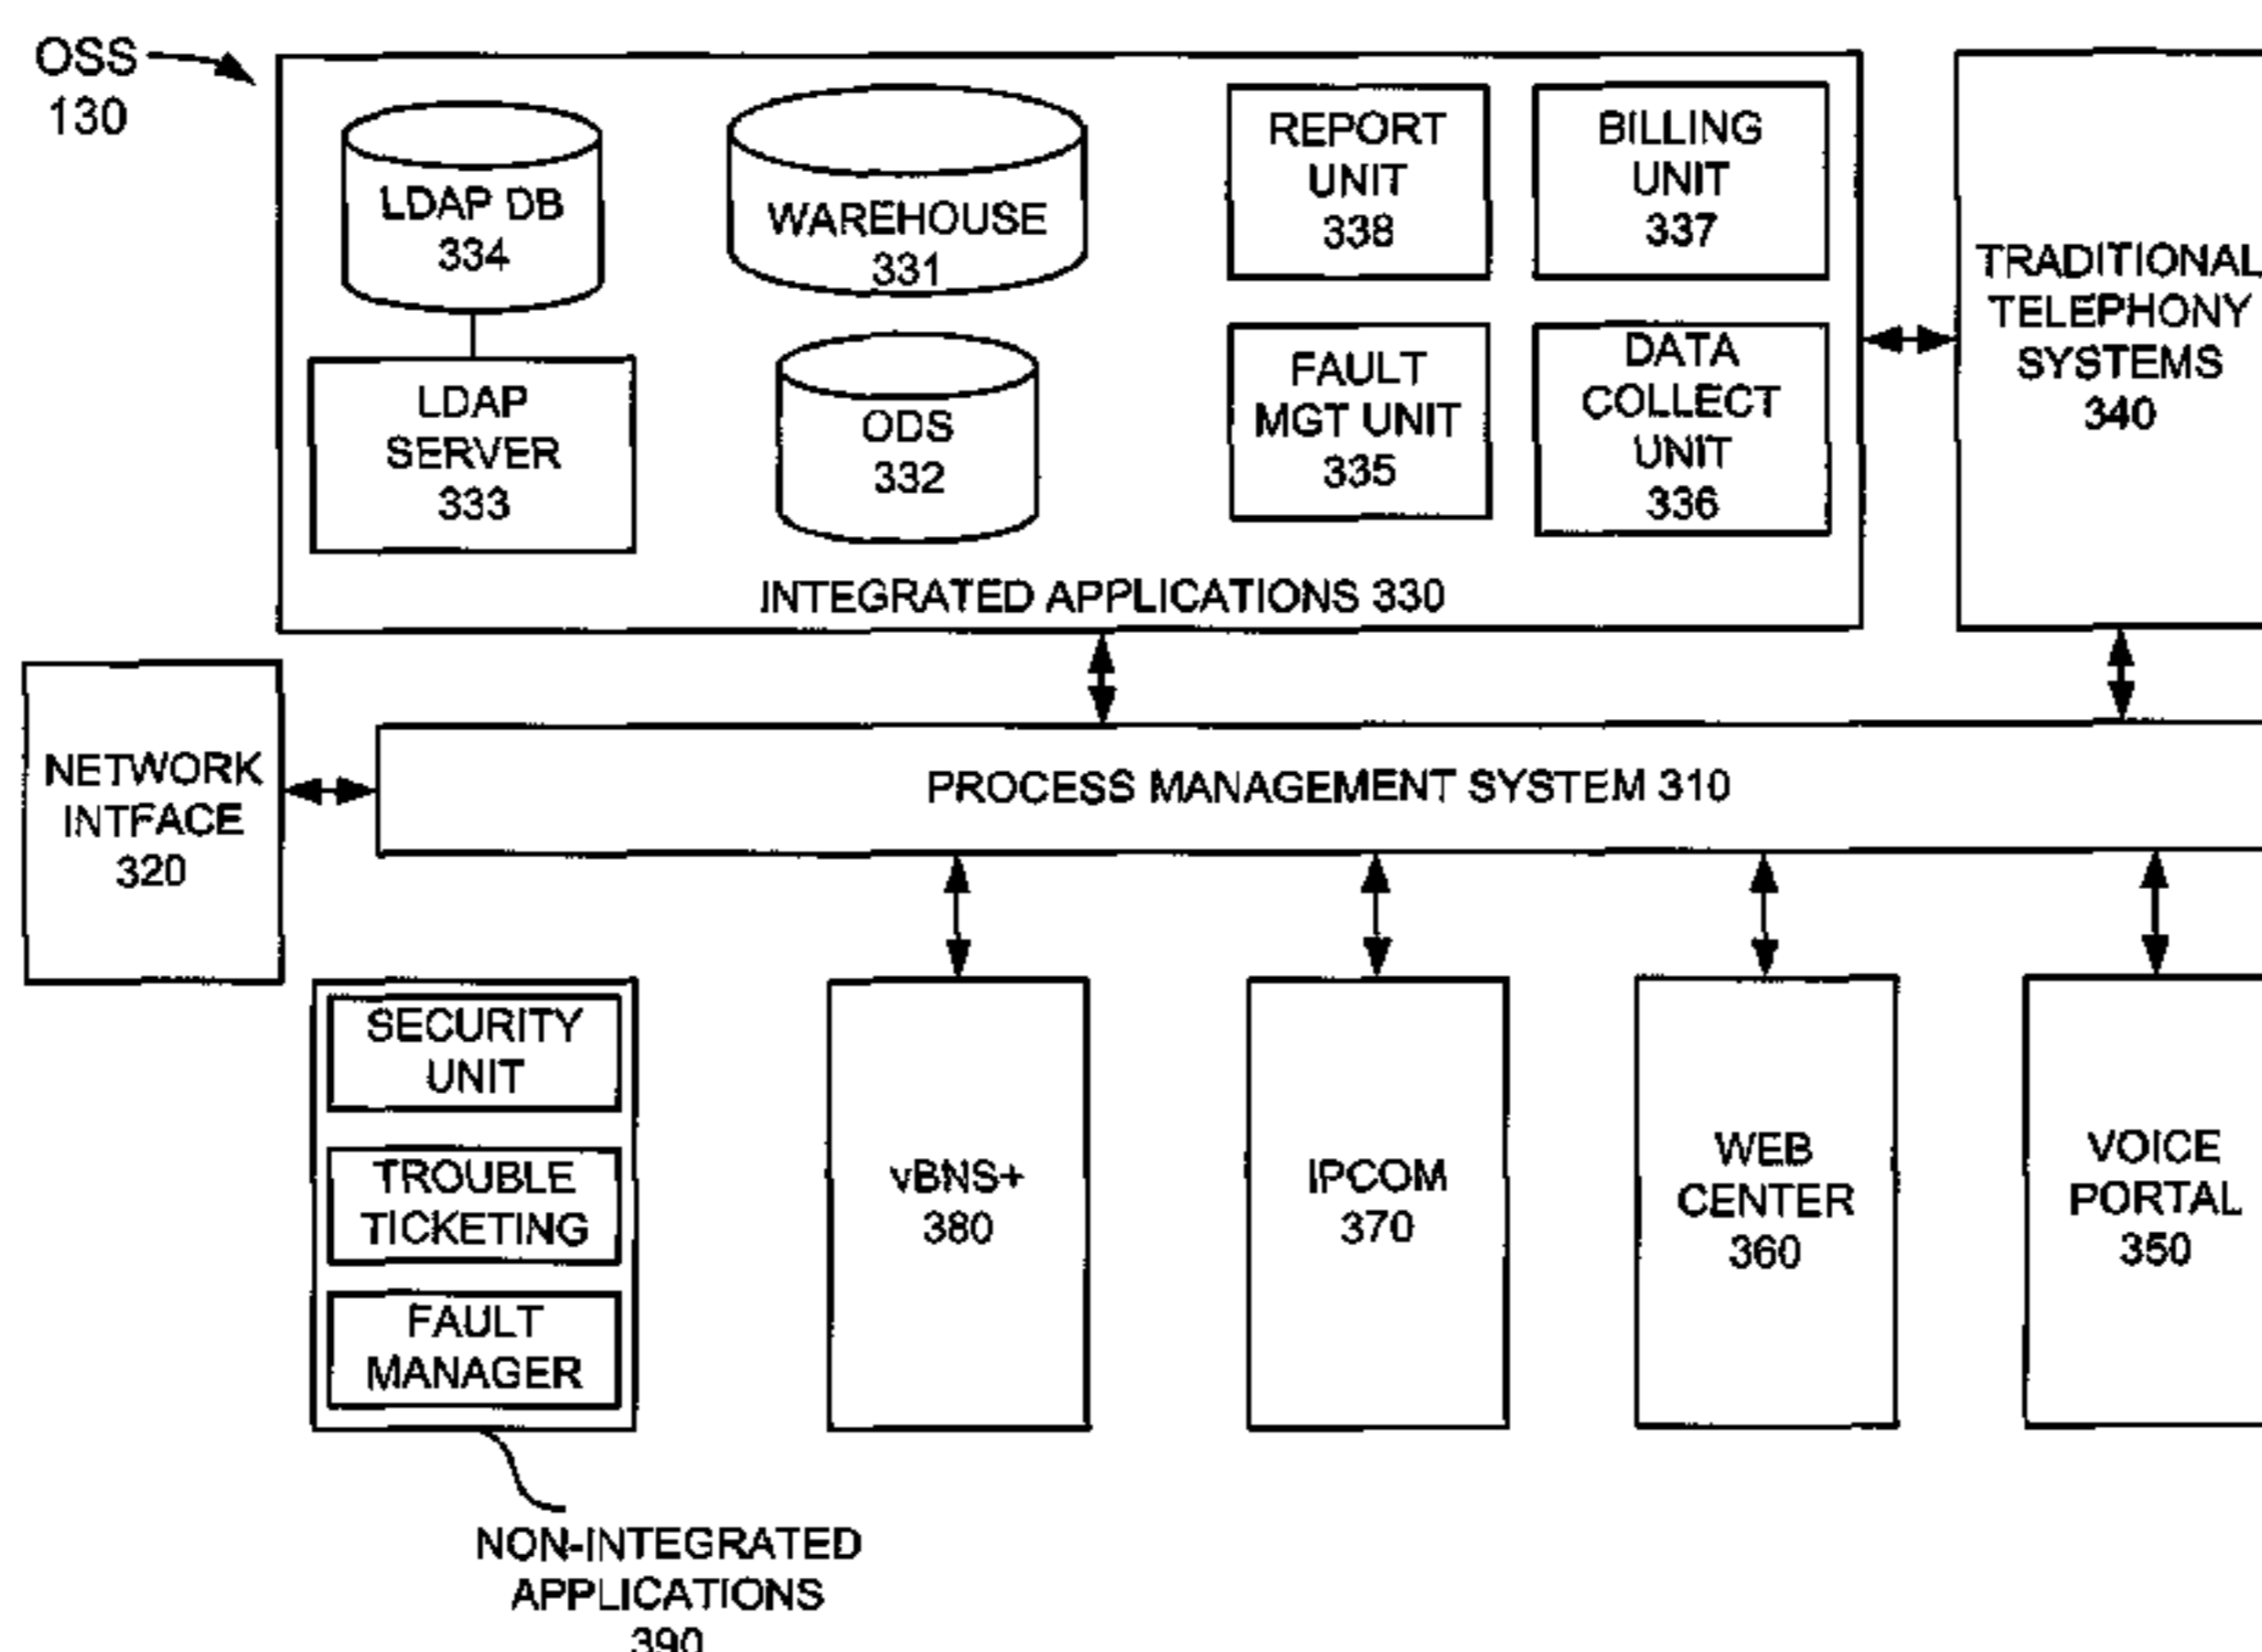 OSS
130
LDAP DB
334
LDAP
SERVER
333
WAREHOUSE
331
ODS
332
REPORT
UNIT
338
BILLING
UNIT
337
FAULT
MGT UNIT
335
DATA
COLLECT
UNIT
336
INTEGRATED APPLICATIONS 330
TRADITIONAL
TELEPHONY
SYSTEMS
340
NETWORK
INTFACE
320
PROCESS MANAGEMENT SYSTEM 310
SECURITY
UNIT
TROUBLE
TICKETING
FAULT
MANAGER
NON-INTEGRATED
APPLICATIONS
390
vBNS+
380
IPCOM
370
WEB
CENTER
360
VOICE
PORTAL
350